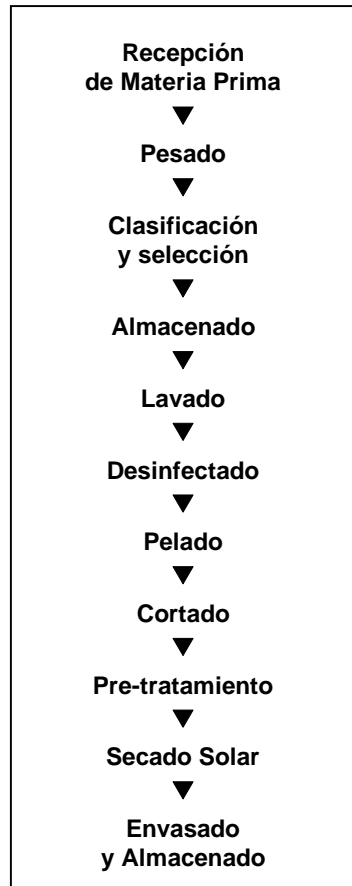 Recepción
de Materia Prima
Pesado
Clasificación
y selección
Almacenado
Lavado
Desinfectado
Pelado
Cortado
Pre-tratamiento
Secado Solar
Envasado
y Almacenado